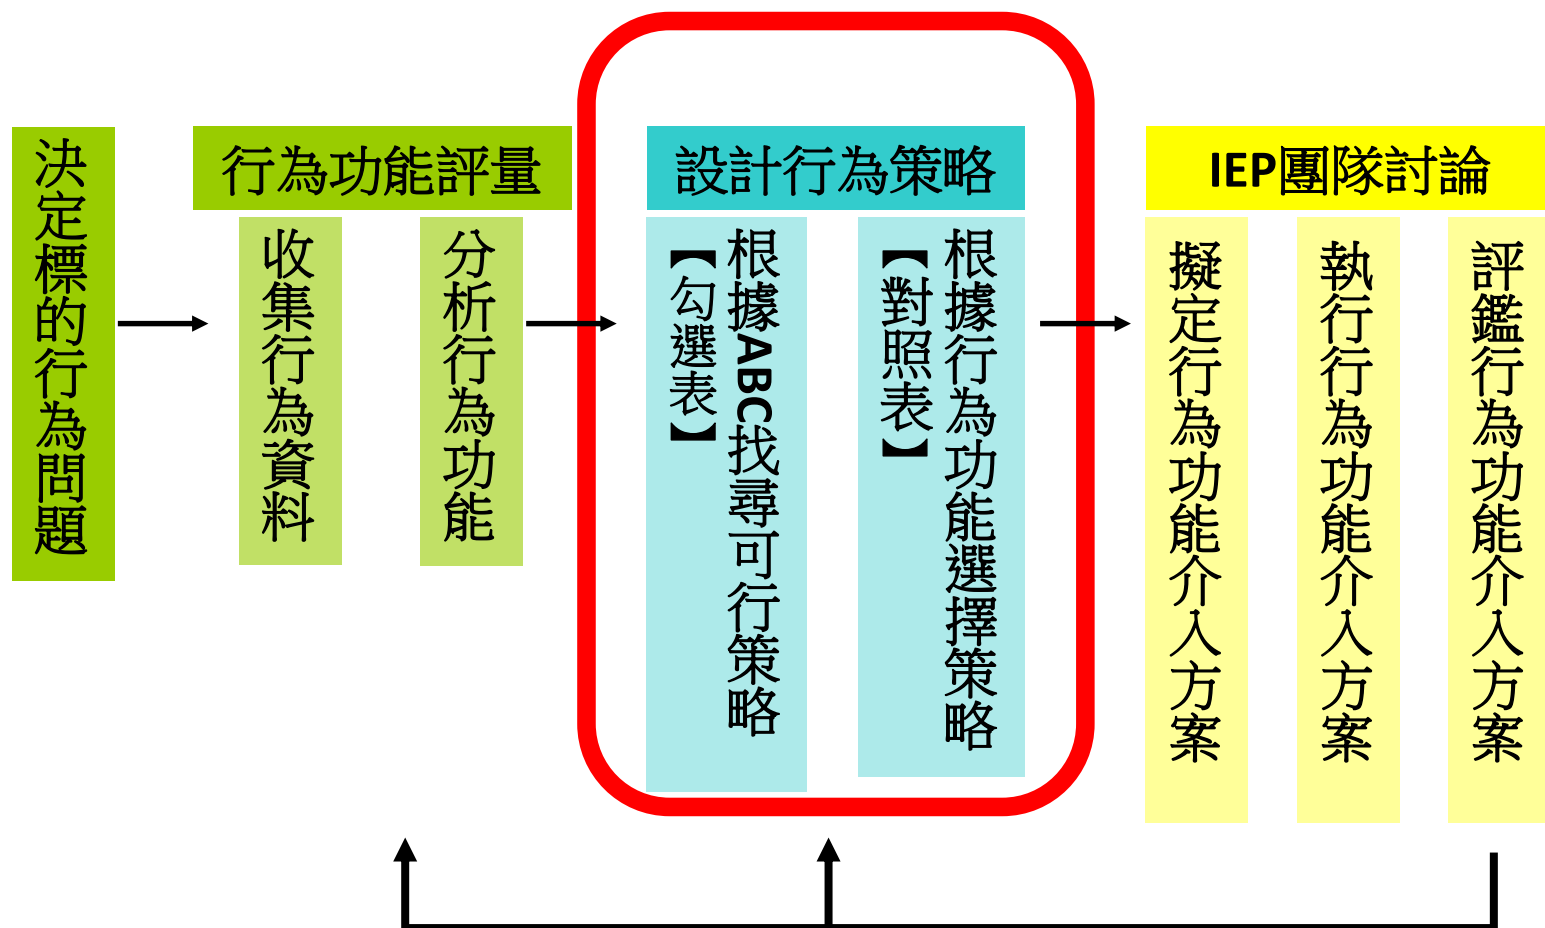 決定標的行為問題
行為功能評量
收集行為資料
分析行為功能
設計行為策略
根據ABC找尋可行策略
【勾選表】
根據行為功能選擇策略
【對照表】
IEP團隊討論
擬定行為功能介入方案
執行行為功能介入方案
評鑑行為功能介入方案